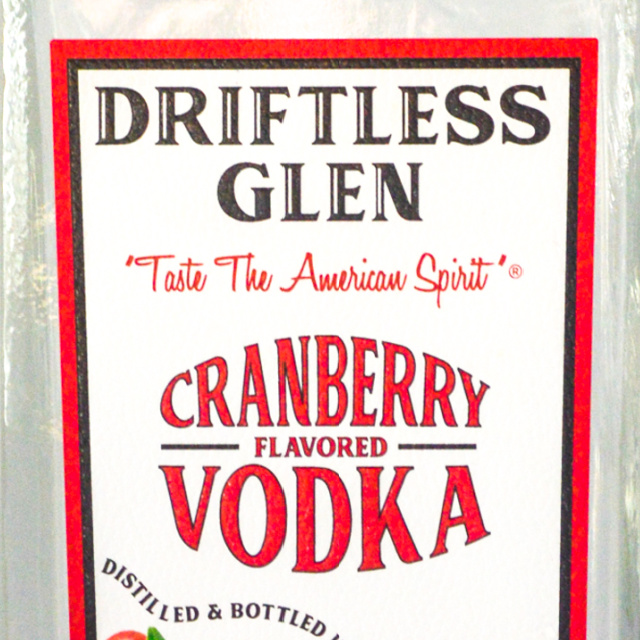 DRIFTLESS
GLEN
"Taste The American Spirit"®
CRANBERRY
FLAVORED
VODKA
DISTILLED & BOTTLED